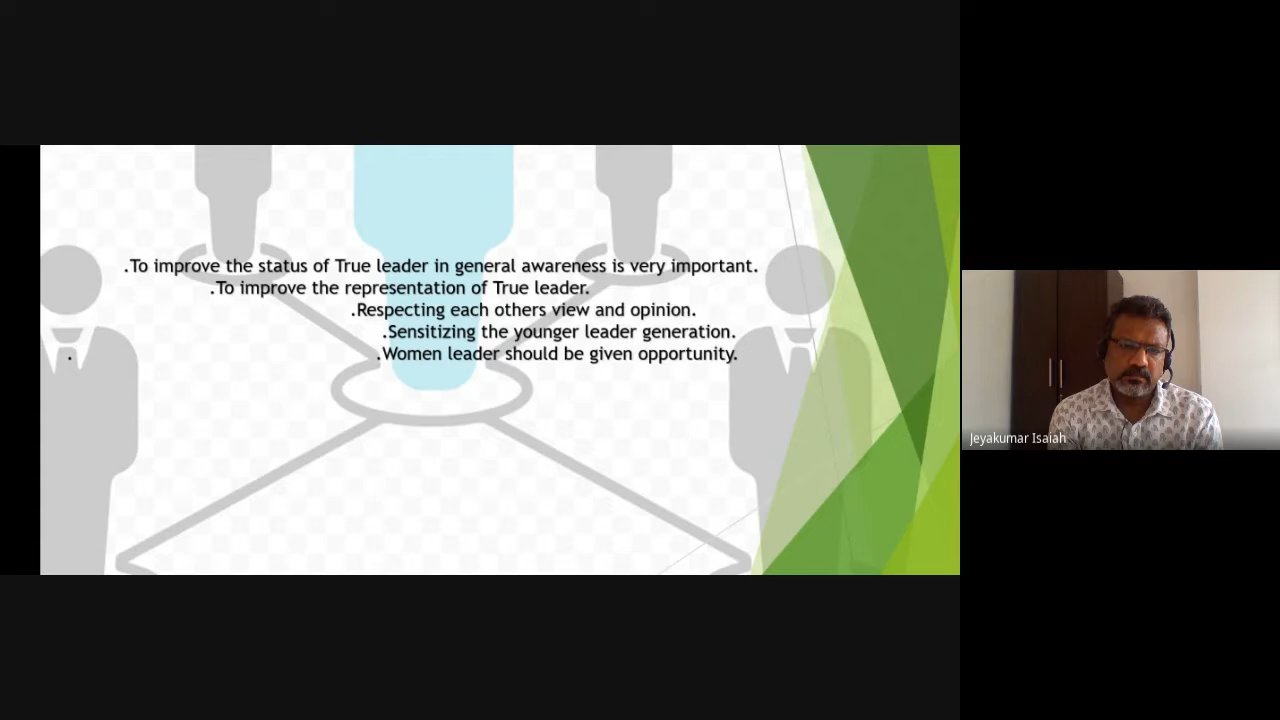 .To improve the status of True leader in general awareness is very important.
.To improve the representation of True leader.
.Respecting each others view and opinion.
.Sensitizing the younger leader generation.
. .Women leader should be given opportunity.
Jeyakumar Isaiah